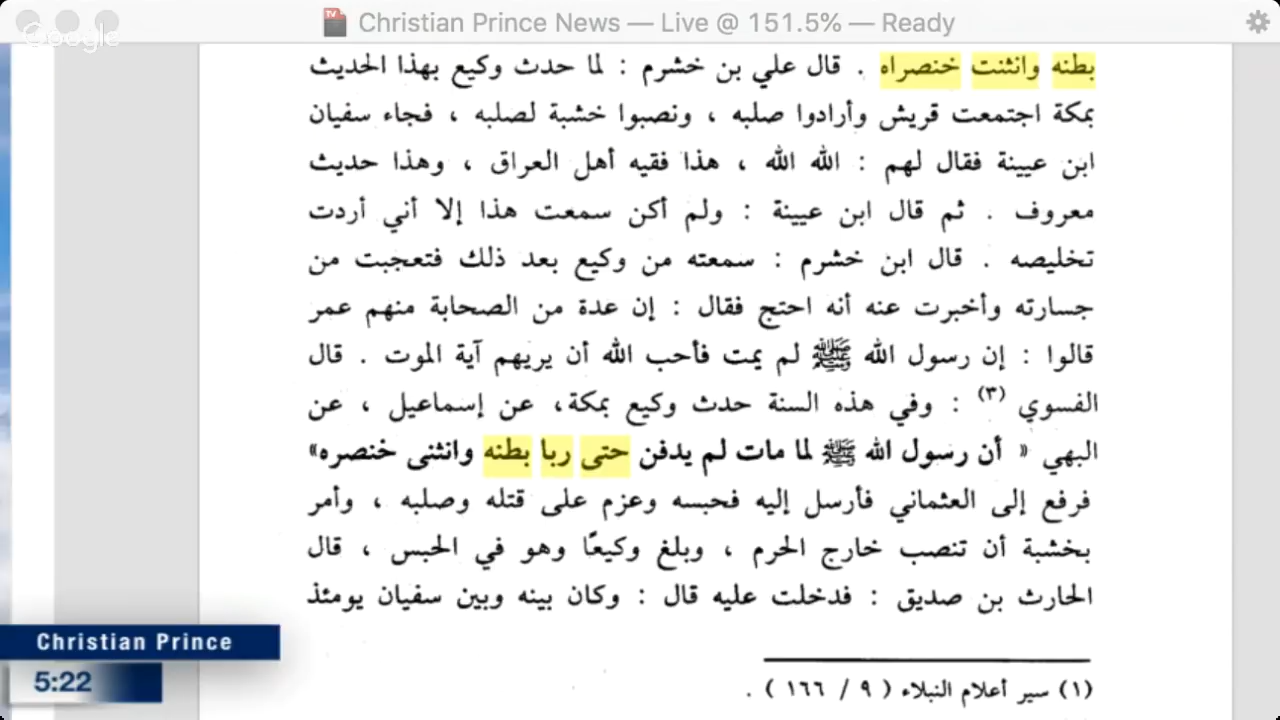 Christian Prince News — Live @ 151.5% — Ready
Google
بطنه وانثنت خنصراه . قال علي بن خشرم : لما حدث وكيع بهذا الحديث
بمكة اجتمعت قريش وأرادوا صلبه ، ونصبوا خشبة لصلبه ، فجاء سفيان
ابن عيينة فقال لهم : الله الله ، هذا فقيه أهل العراق ، وهذا حديث
معروف . ثم قال ابن عيينة : ولم أكن سمعت هذا إلا أني أردت
تخليصه . قال ابن خشرم : سمعته من وكيع بعد ذلك فتعجبت من
جسارته وأخبرت عنه أنه احتج فقال : إن عدة من الصحابة منهم عمر
قالوا : إن رسول الله ﷺ لم يمت فأحب الله أن يريهم آية الموت . قال
الفسوي (٣) : وفي هذه السنة حدث وكيع بمكة، عن إسماعيل ، عن
البهي « أن رسول الله ﷺ لما مات لم يدفن حتى ربا بطنه وانثنى خنصره»
فرفع إلى العثماني فأرسل إليه فحبسه وعزم على قتله وصلبه ، وأمر
بخشبة أن تنصب خارج الحرم ، وبلغ وكيعًا وهو في الحبس ، قال
الحارث بن صديق : فدخلت عليه قال : وكان بينه وبين سفيان يومئذ
(١) سير أعلام النبلاء ( ٩ / ١٦٦ ) .
Christian Prince
5:22